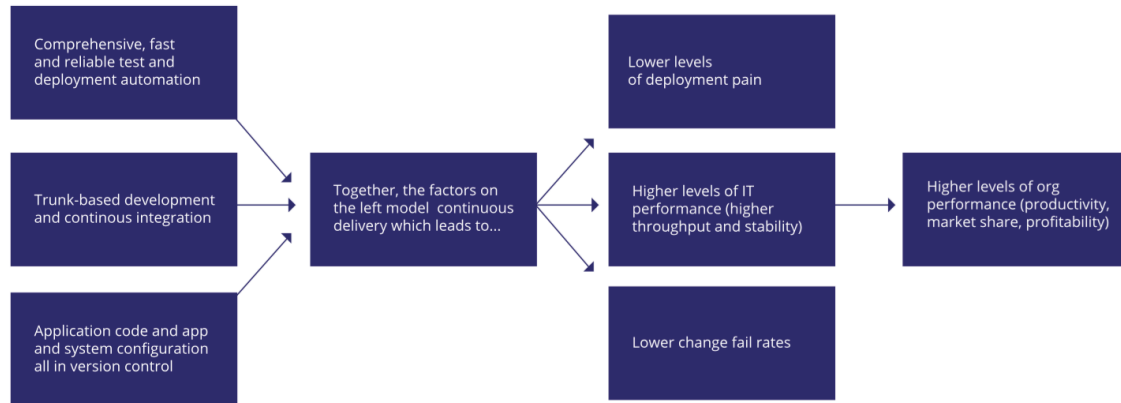 Comprehensive, fast
and reliable test and
deployment automation
Trunk-based development
and continous integration
Application code and app
and system configuration
all in version control
Together, the factors on
the left model continuous
delivery which leads to...
Lower levels
of deployment pain
Higher levels of IT
performance (higher
throughput and stability)
Lower change fail rates
Higher levels of org
performance (productivity,
market share, profitability)